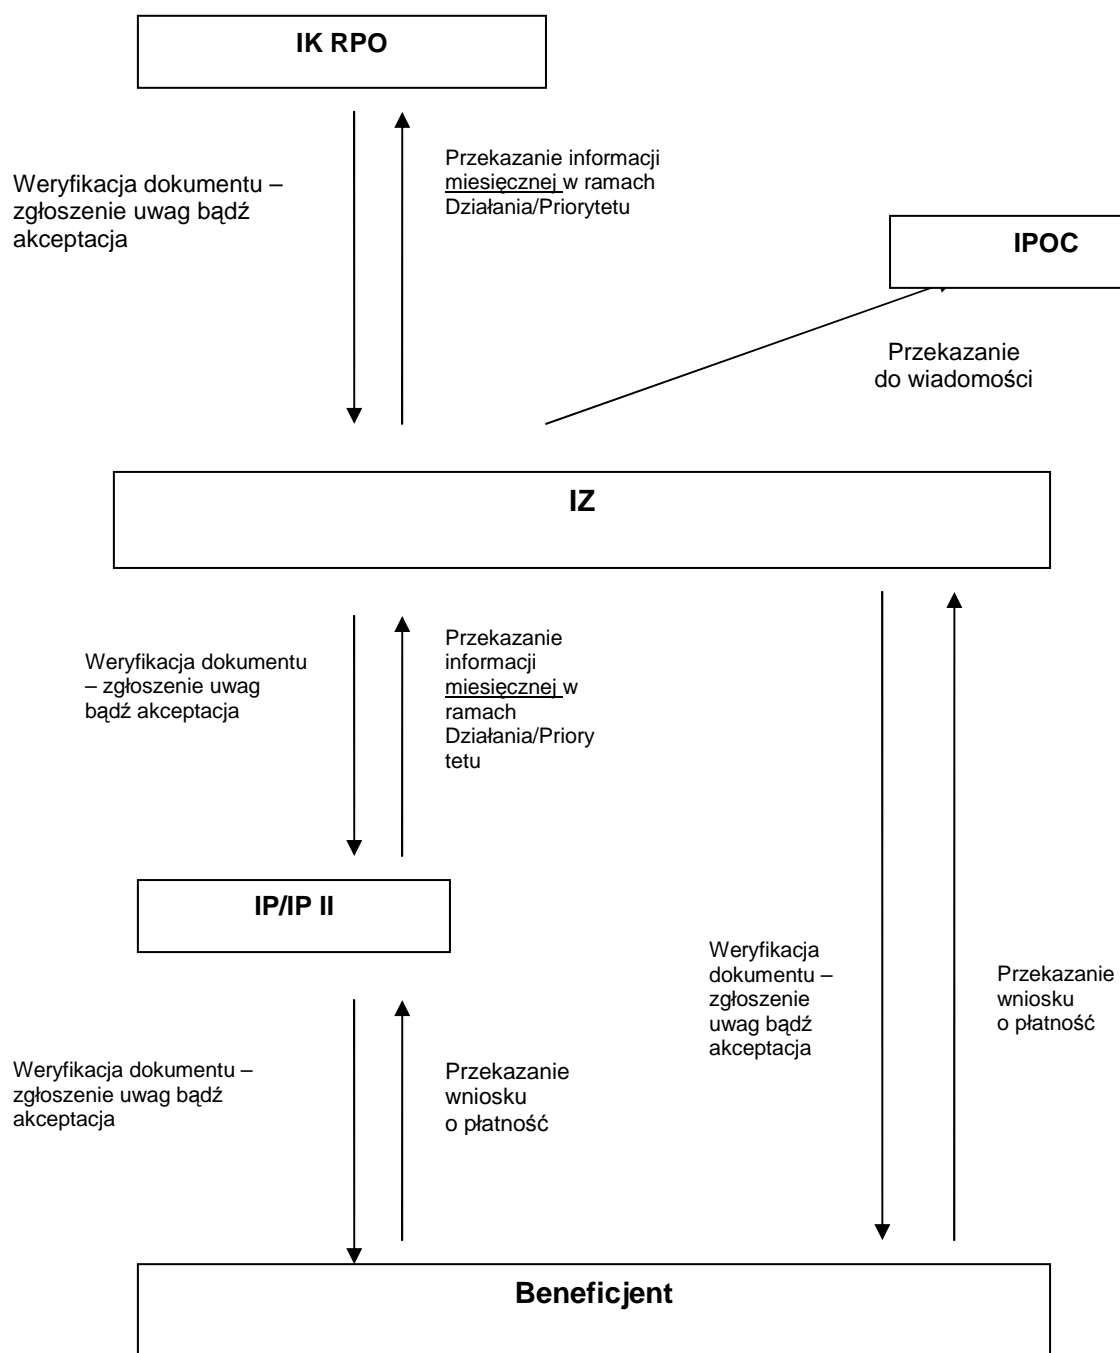 IK RPO
Weryfikacja dokumentu –
zgłoszenie uwag bądź
akceptacja
Przekazanie informacji
miesięcznej w ramach
Działania/Priorytetu
IPOC
Przekazanie
do wiadomości
IZ
Weryfikacja dokumentu
– zgłoszenie uwag
bądź akceptacja
Przekazanie
informacji
miesięcznej w
ramach
Działania/Priory
tetu
IP/IP II
Weryfikacja
dokumentu –
zgłoszenie
uwag bądź
akceptacja
Przekazanie
wniosku
o płatność
Weryfikacja dokumentu –
zgłoszenie uwag bądź
akceptacja
Przekazanie
wniosku
o płatność
Beneficjent